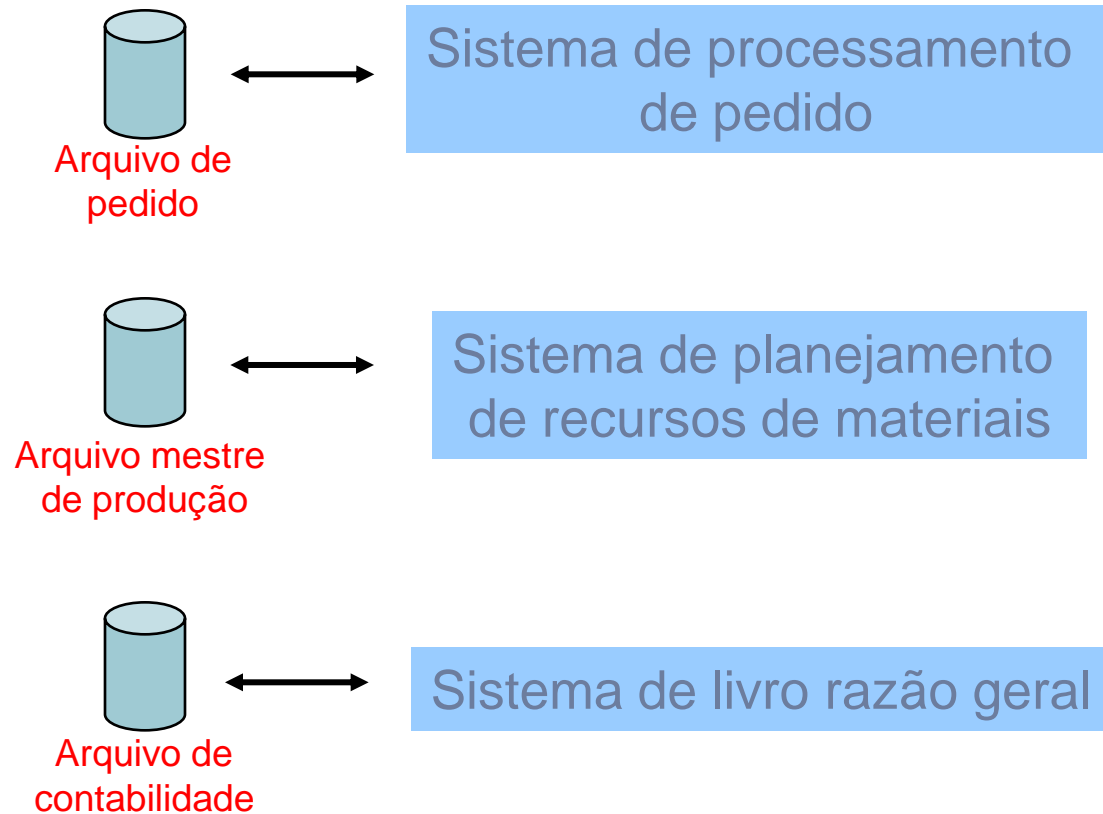 Sistema de processamento
de pedido
Arquivo de
pedido
Sistema de planejamento
de recursos de materiais
Arquivo mestre
de produção
Sistema de livro razão geral
Arquivo de
contabilidade